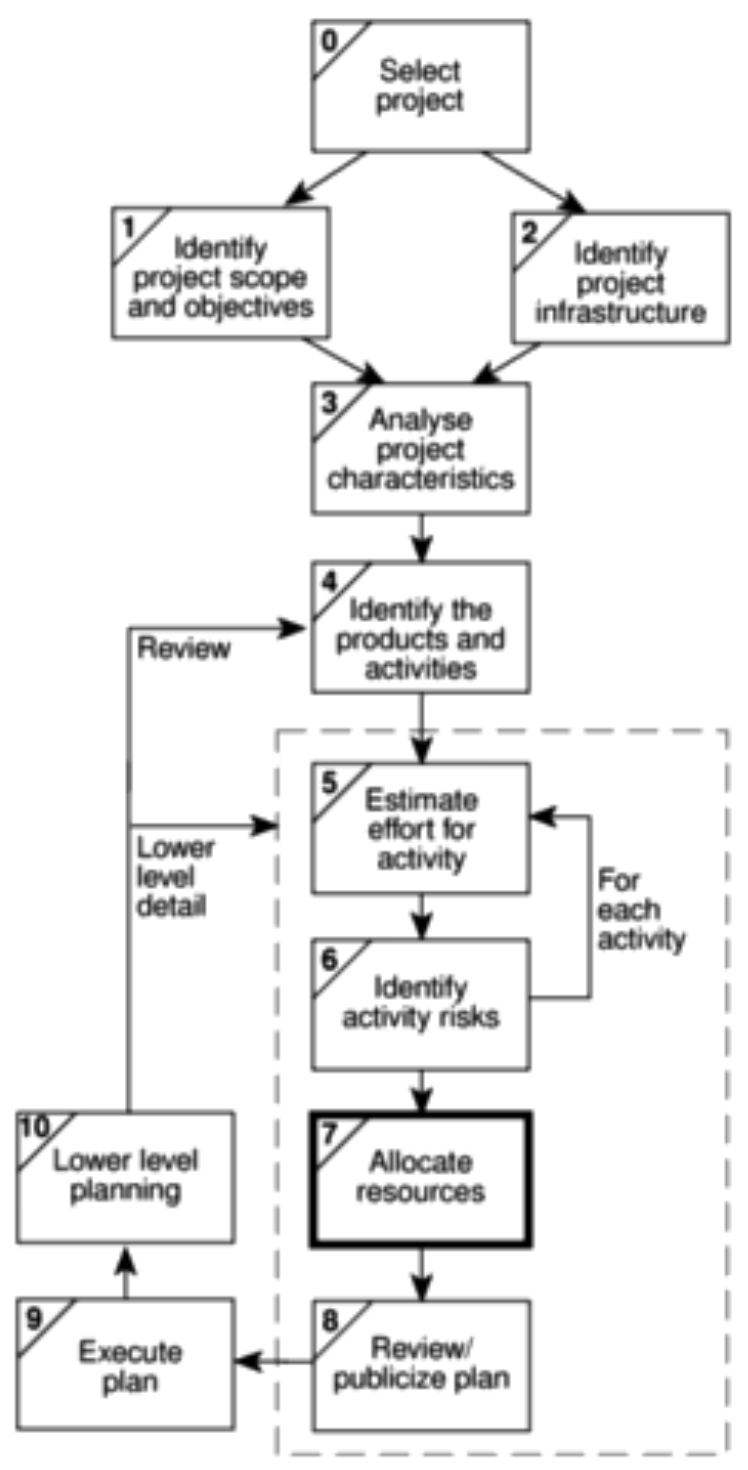 0
Select
project
1
Identify
project scope
and objectives
2
Identify
project
infrastructure
3
Analyse
project
characteristics
4
Identify the
products and
activities
Review
5
Estimate
effort for
activity
Lower
level
detail
For
each
activity
6
Identify
activity risks
7
Allocate
resources
10
Lower level
planning
8
Review/
publicize plan
9
Execute
plan